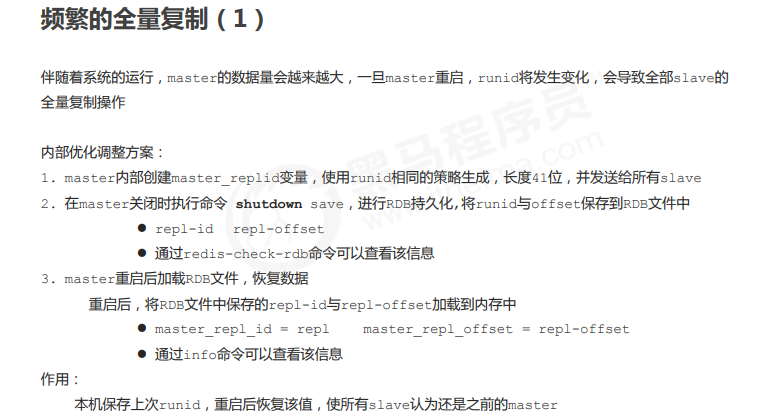 频繁的全量复制（1）
伴随着系统的运行，master的数据量会越来越大，一旦master重启，runid将发生变化，会导致全部slave的
全量复制操作
内部优化调整方案：
1. master内部创建master_replid变量，使用runid相同的策略生成，长度41位，并发送给所有slave
2. 在master关闭时执行命令 shutdown save，进行RDB持久化,将runid与offset保存到RDB文件中
● repl-id repl-offset
● 通过redis-check-rdb命令可以查看该信息
3. master重启后加载RDB文件，恢复数据
重启后，将RDB文件中保存的repl-id与repl-offset加载到内存中
● master_repl_id = repl master_repl_offset = repl-offset
● 通过info命令可以查看该信息
作用：
本机保存上次runid，重启后恢复该值，使所有slave认为还是之前的master
黑马程序员